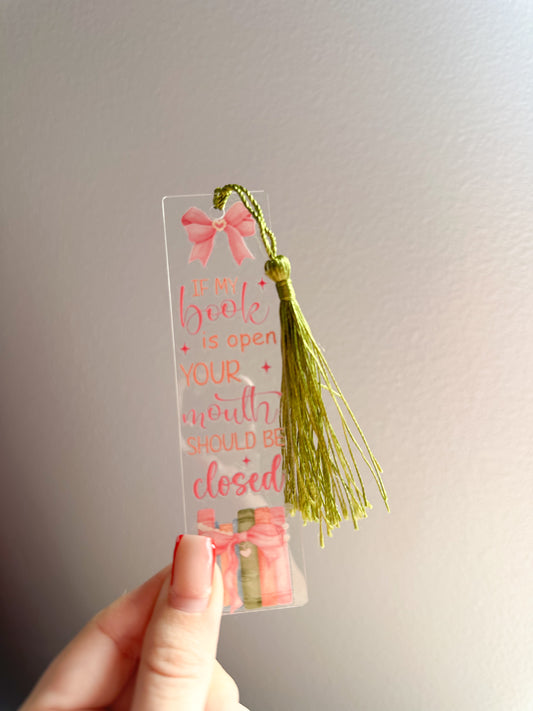 IF MY
book
is open
YOUR
mouth
SHOULD BE
closed